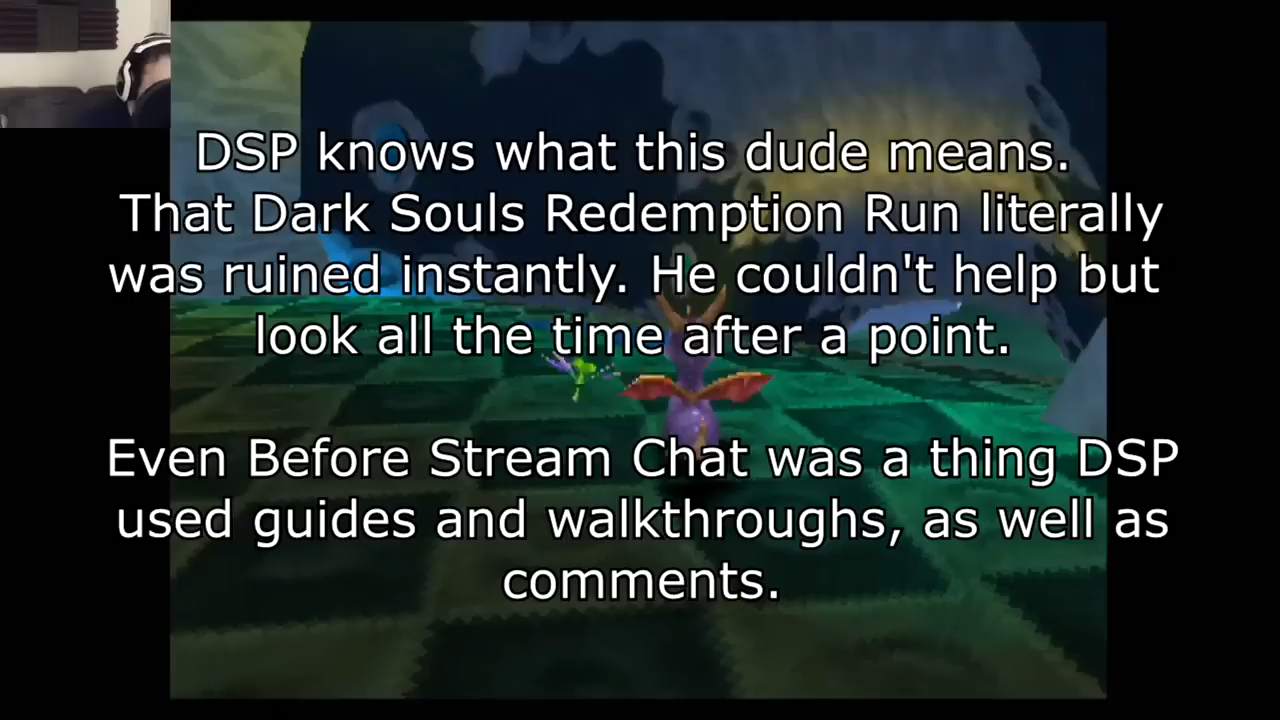 DSP knows what this dude means.
That Dark Souls Redemption Run literally
was ruined instantly. He couldn't help but
look all the time after a point.
Even Before Stream Chat was a thing DSP
used guides and walkthroughs, as well as
comments.